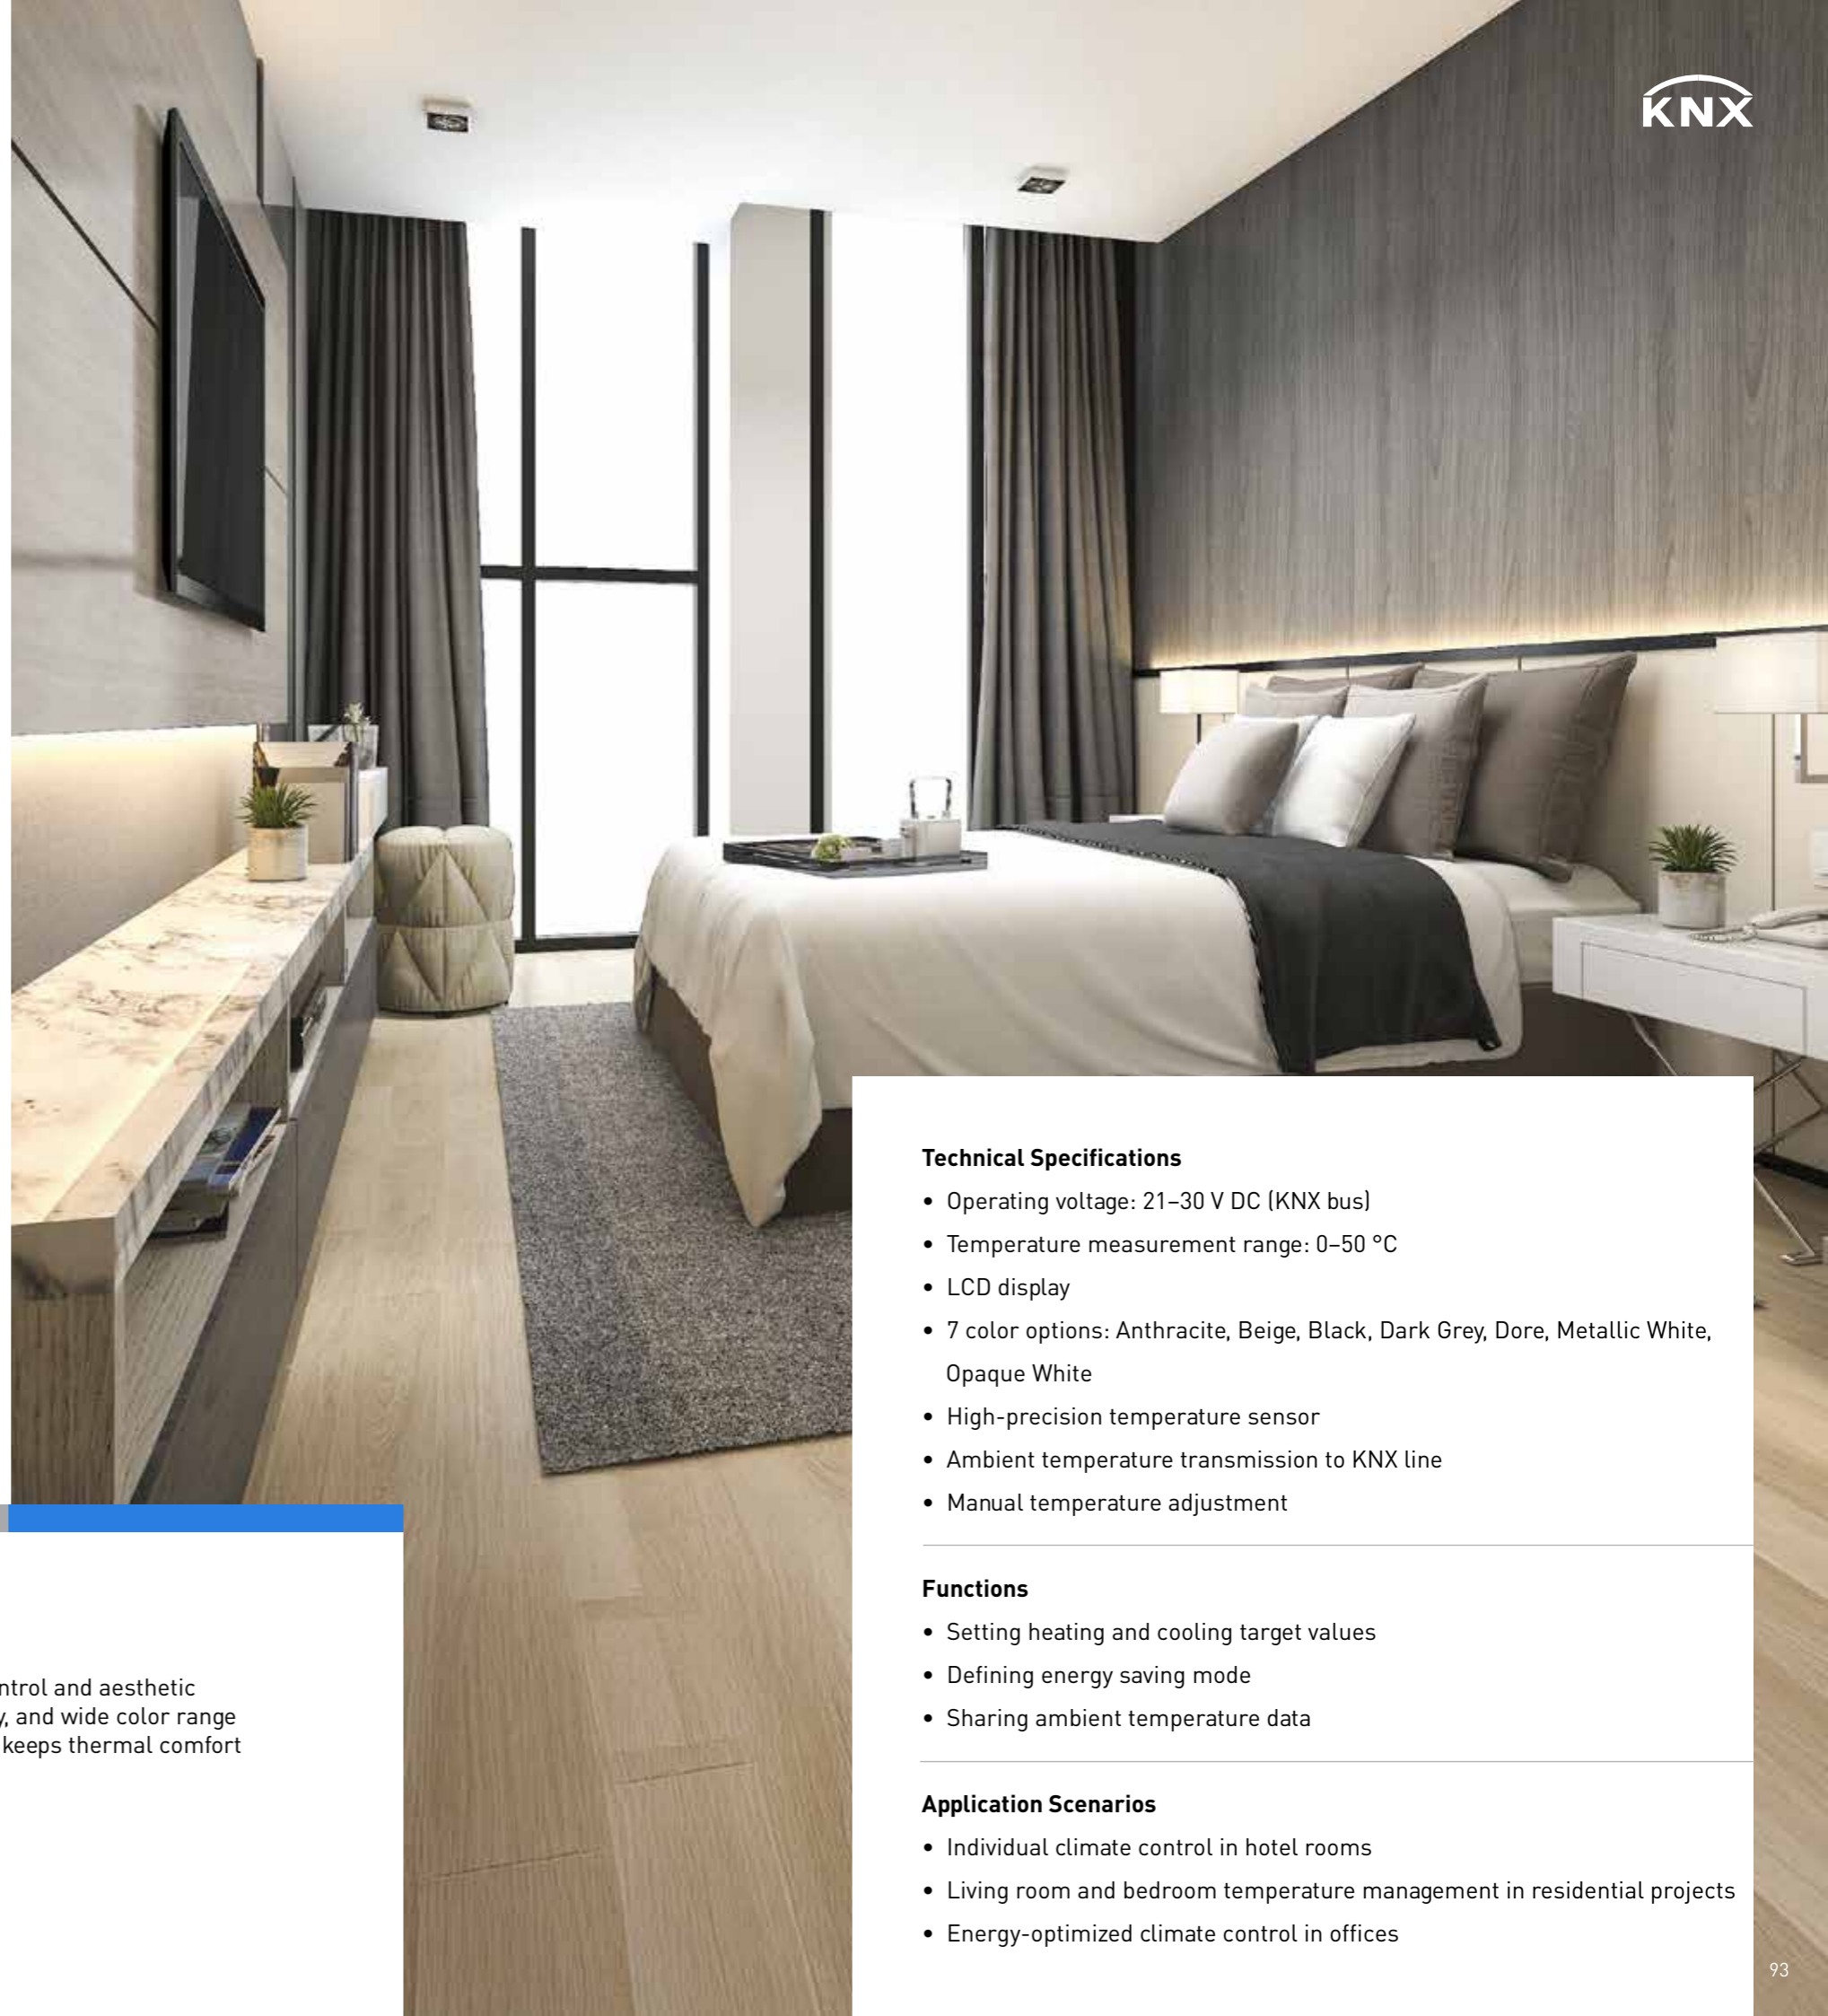 KNX
Technical Specifications
• Operating voltage: 21–30 V DC (KNX bus)
• Temperature measurement range: 0–50 °C
• LCD display
• 7 color options: Anthracite, Beige, Black, Dark Grey, Dore, Metallic White,
Opaque White
• High-precision temperature sensor
• Ambient temperature transmission to KNX line
• Manual temperature adjustment
Functions
• Setting heating and cooling target values
• Defining energy saving mode
• Sharing ambient temperature data
ntrol and aesthetic
y, and wide color range
keeps thermal comfort
Application Scenarios
• Individual climate control in hotel rooms
• Living room and bedroom temperature management in residential projects
• Energy-optimized climate control in offices
93